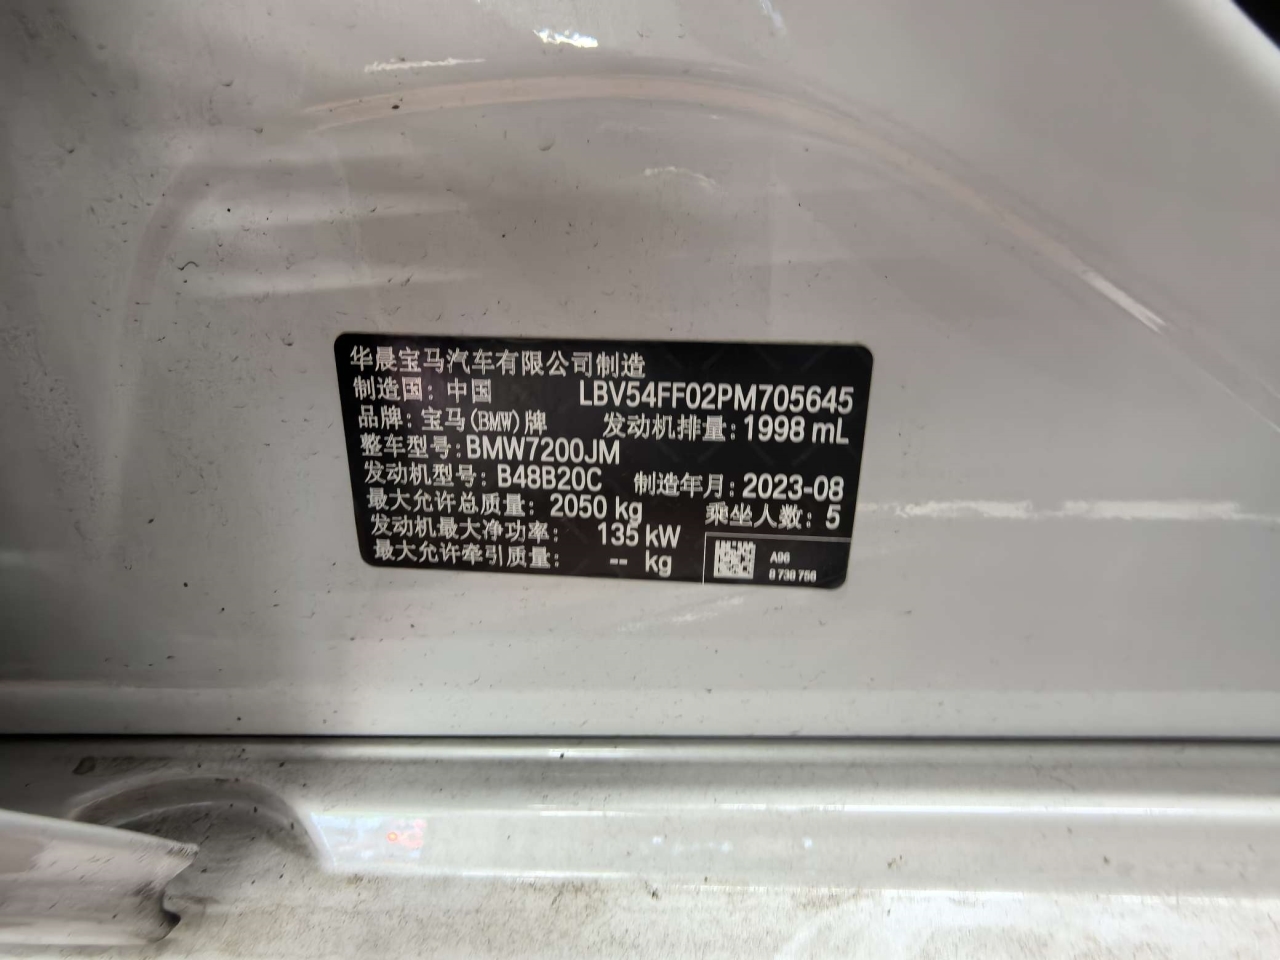 华晨宝马汽车有限公司制造
制造国：中国 LBV54FF02PM705645
品牌：宝马(BMW)牌 发动机排量：1998 mL
整车型号：BMW7200JM
发动机型号：B48B20C 制造年月：2023-08
最大允许总质量：2050 kg 乘坐人数：5
发动机最大净功率：135 kW
最大允许牵引质量：-- kg
A96
8 738 756